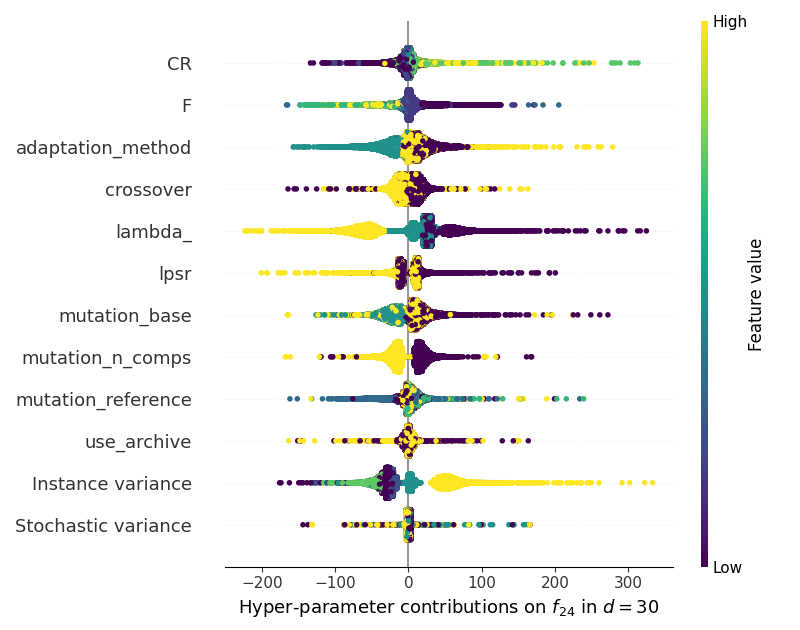 High
CR
F
adaptation_method
crossover
lambda_
lpsr
mutation_base
mutation_n_comps
mutation_reference
use_archive
Instance variance
Stochastic variance
Feature value
Low
−200 −100 0 100 200 300
Hyper-parameter contributions on f₂₄ in d = 30